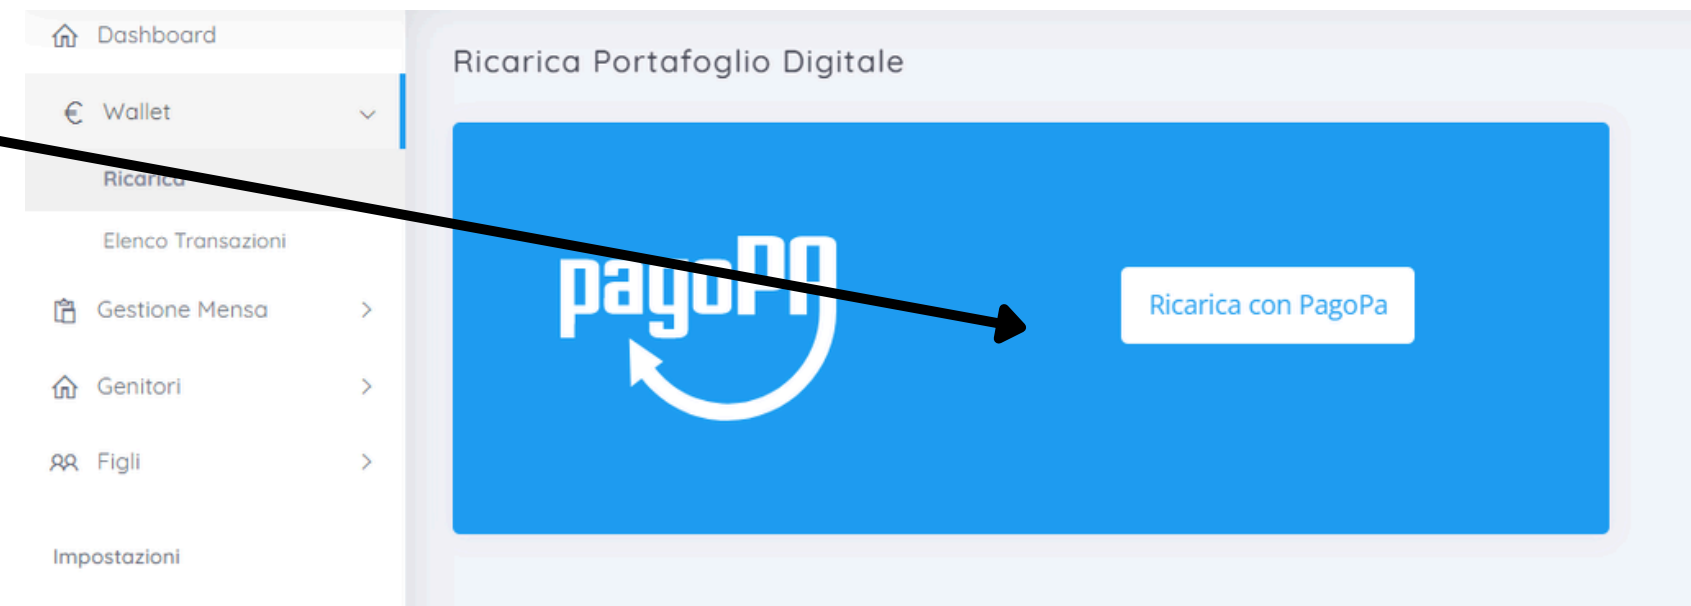 Dashboard
Wallet
Ricarica
Elenco Transazioni
Gestione Mensa
Genitori
Figli
Impostazioni
Ricarica Portafoglio Digitale
pagoPA
Ricarica con PagoPa